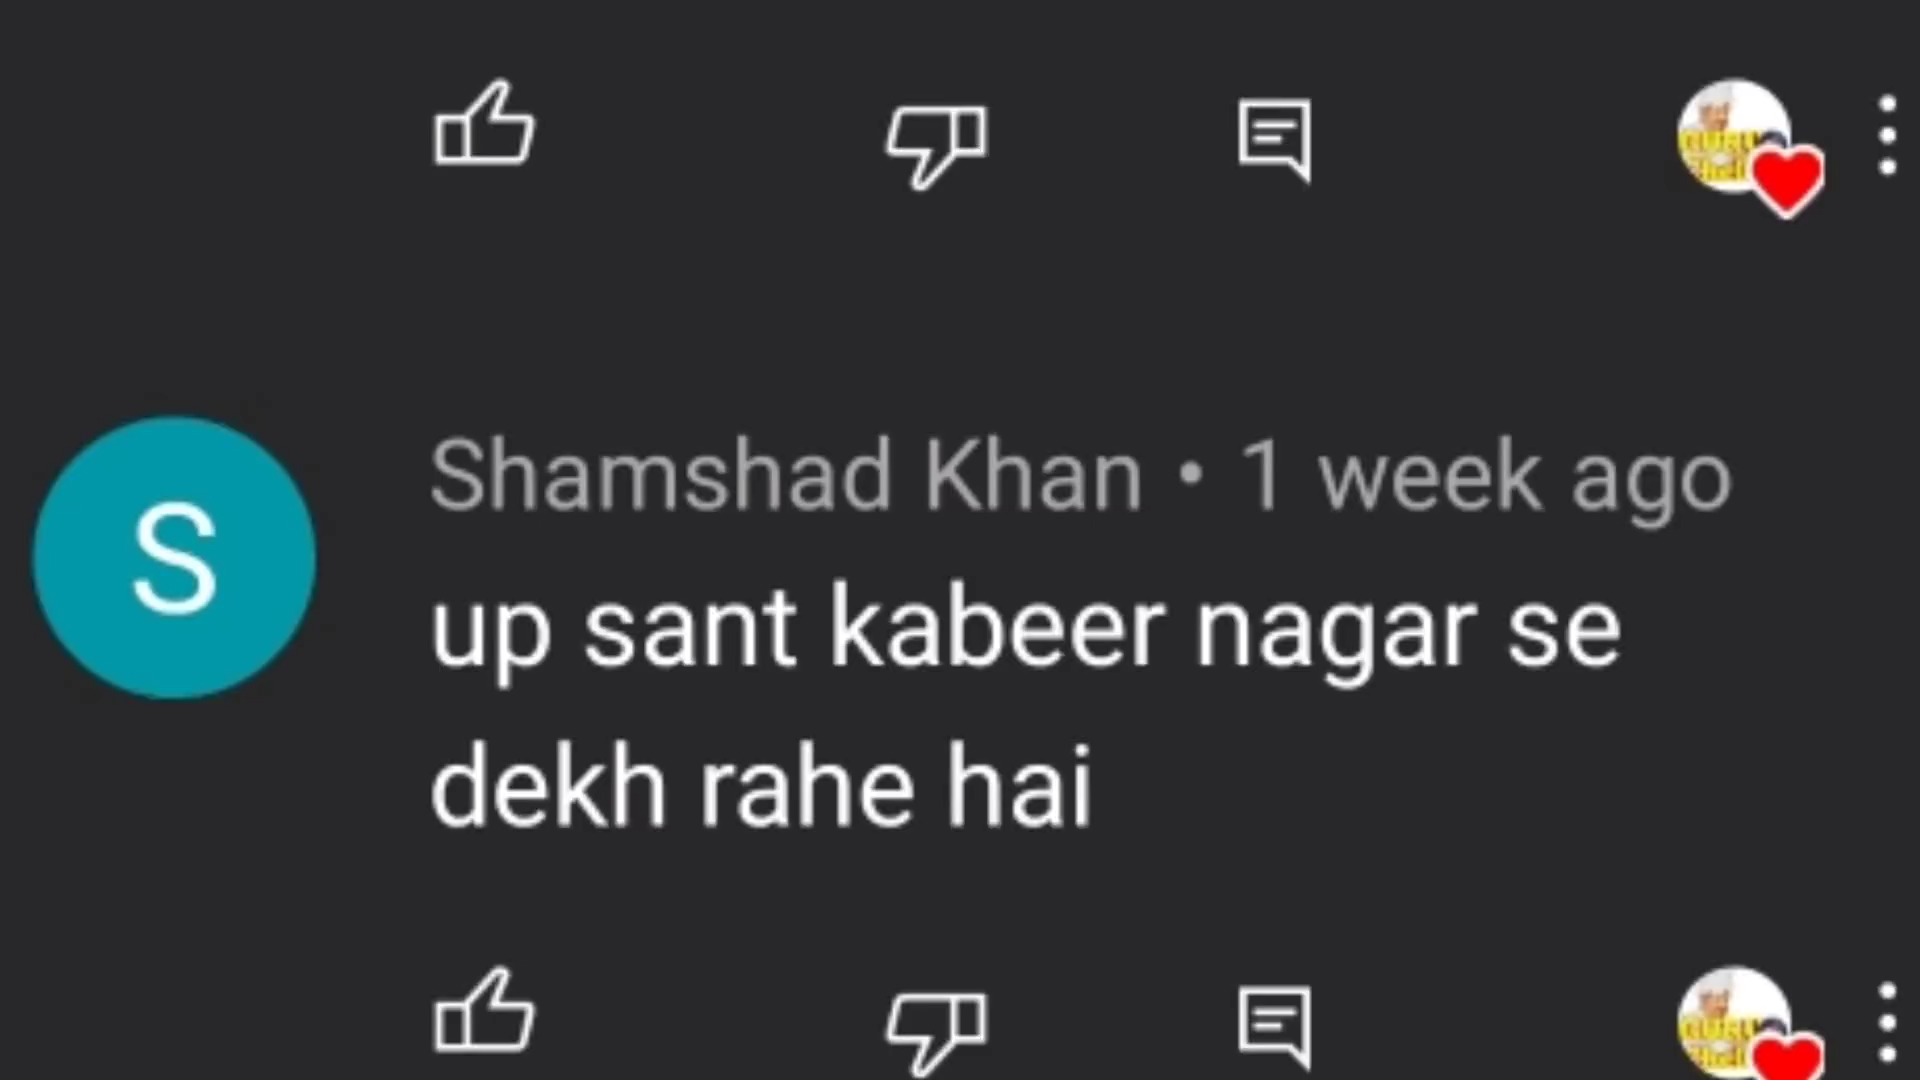 Shamshad Khan • 1 week ago
S
up sant kabeer nagar se
dekh rahe hai